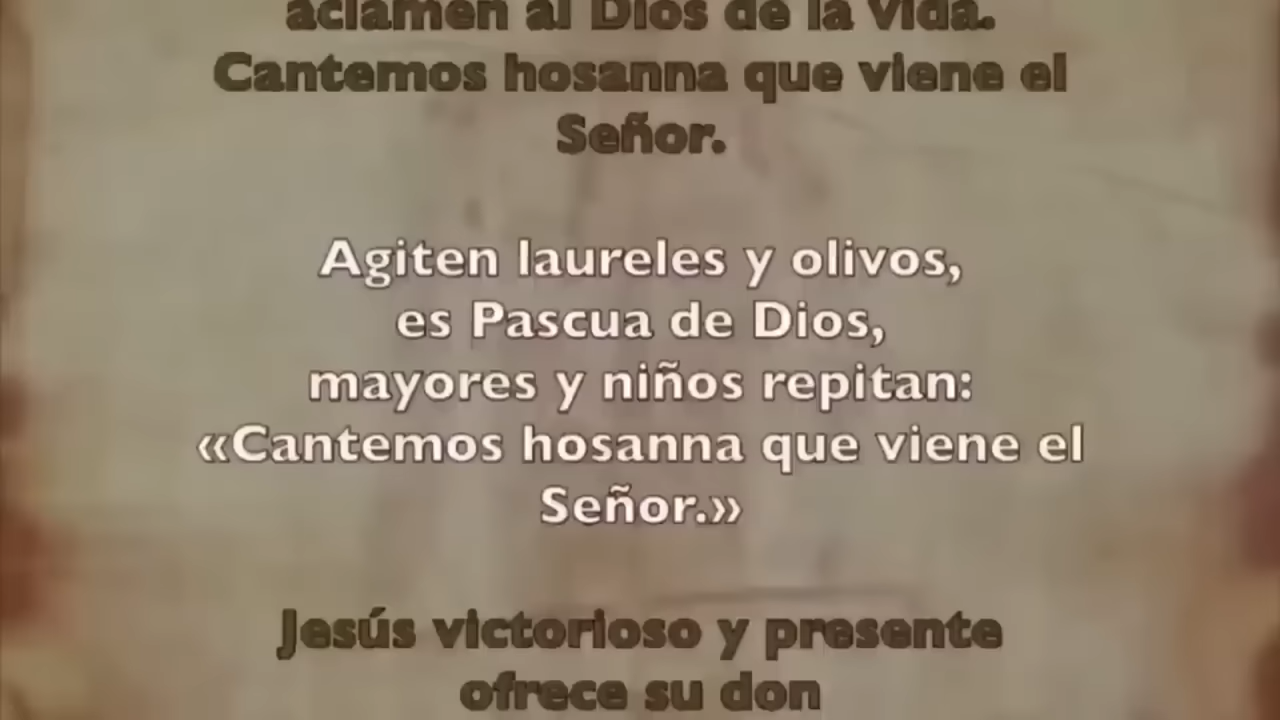 aclamen al Dios de la vida.
Cantemos hosanna que viene el
Señor.
Agiten laureles y olivos,
es Pascua de Dios,
mayores y niños repitan:
«Cantemos hosanna que viene el
Señor.»
Jesús victorioso y presente
ofrece su don